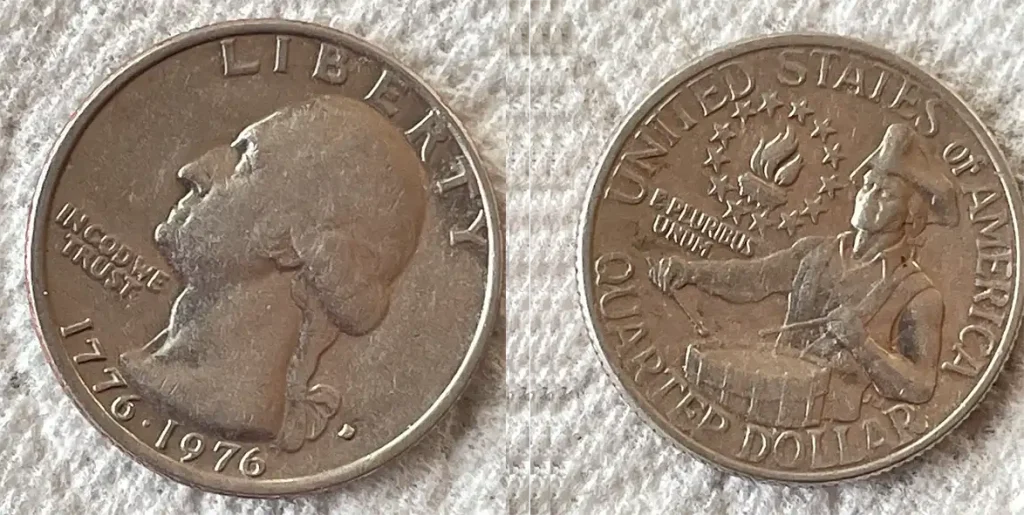 LIBERTY
IN GOD WE
TRUST
1776·1976
UNITED STATES OF AMERICA
E PLURIBUS
UNUM
QUARTER DOLLAR